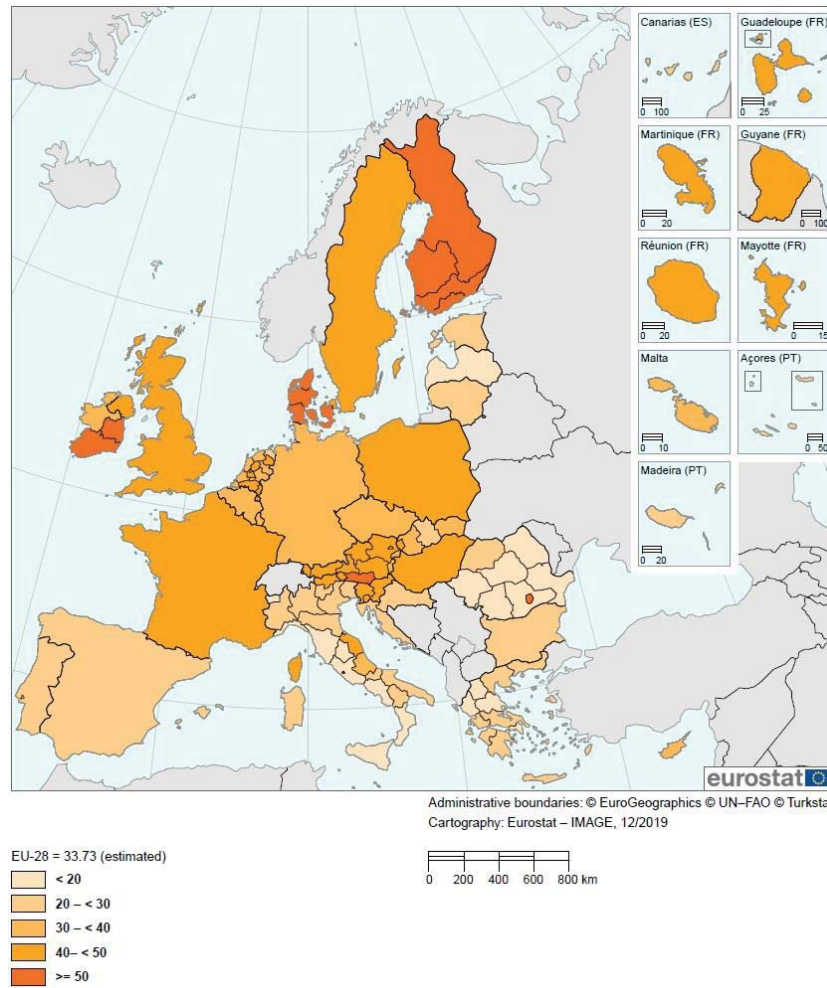 Canarias (ES)
0 100
Guadeloupe (FR)
0 25
Martinique (FR)
0 20
Guyane (FR)
0 100
Réunion (FR)
0 20
Mayotte (FR)
0 15
Malta
0 10
Açores (PT)
0 50
Madeira (PT)
0 20
eurostat
Administrative boundaries: © EuroGeographics © UN–FAO © Turksta
Cartography: Eurostat – IMAGE, 12/2019
EU-28 = 33.73 (estimated)
< 20
20 – < 30
30 – < 40
40– < 50
>= 50
0 200 400 600 800 km